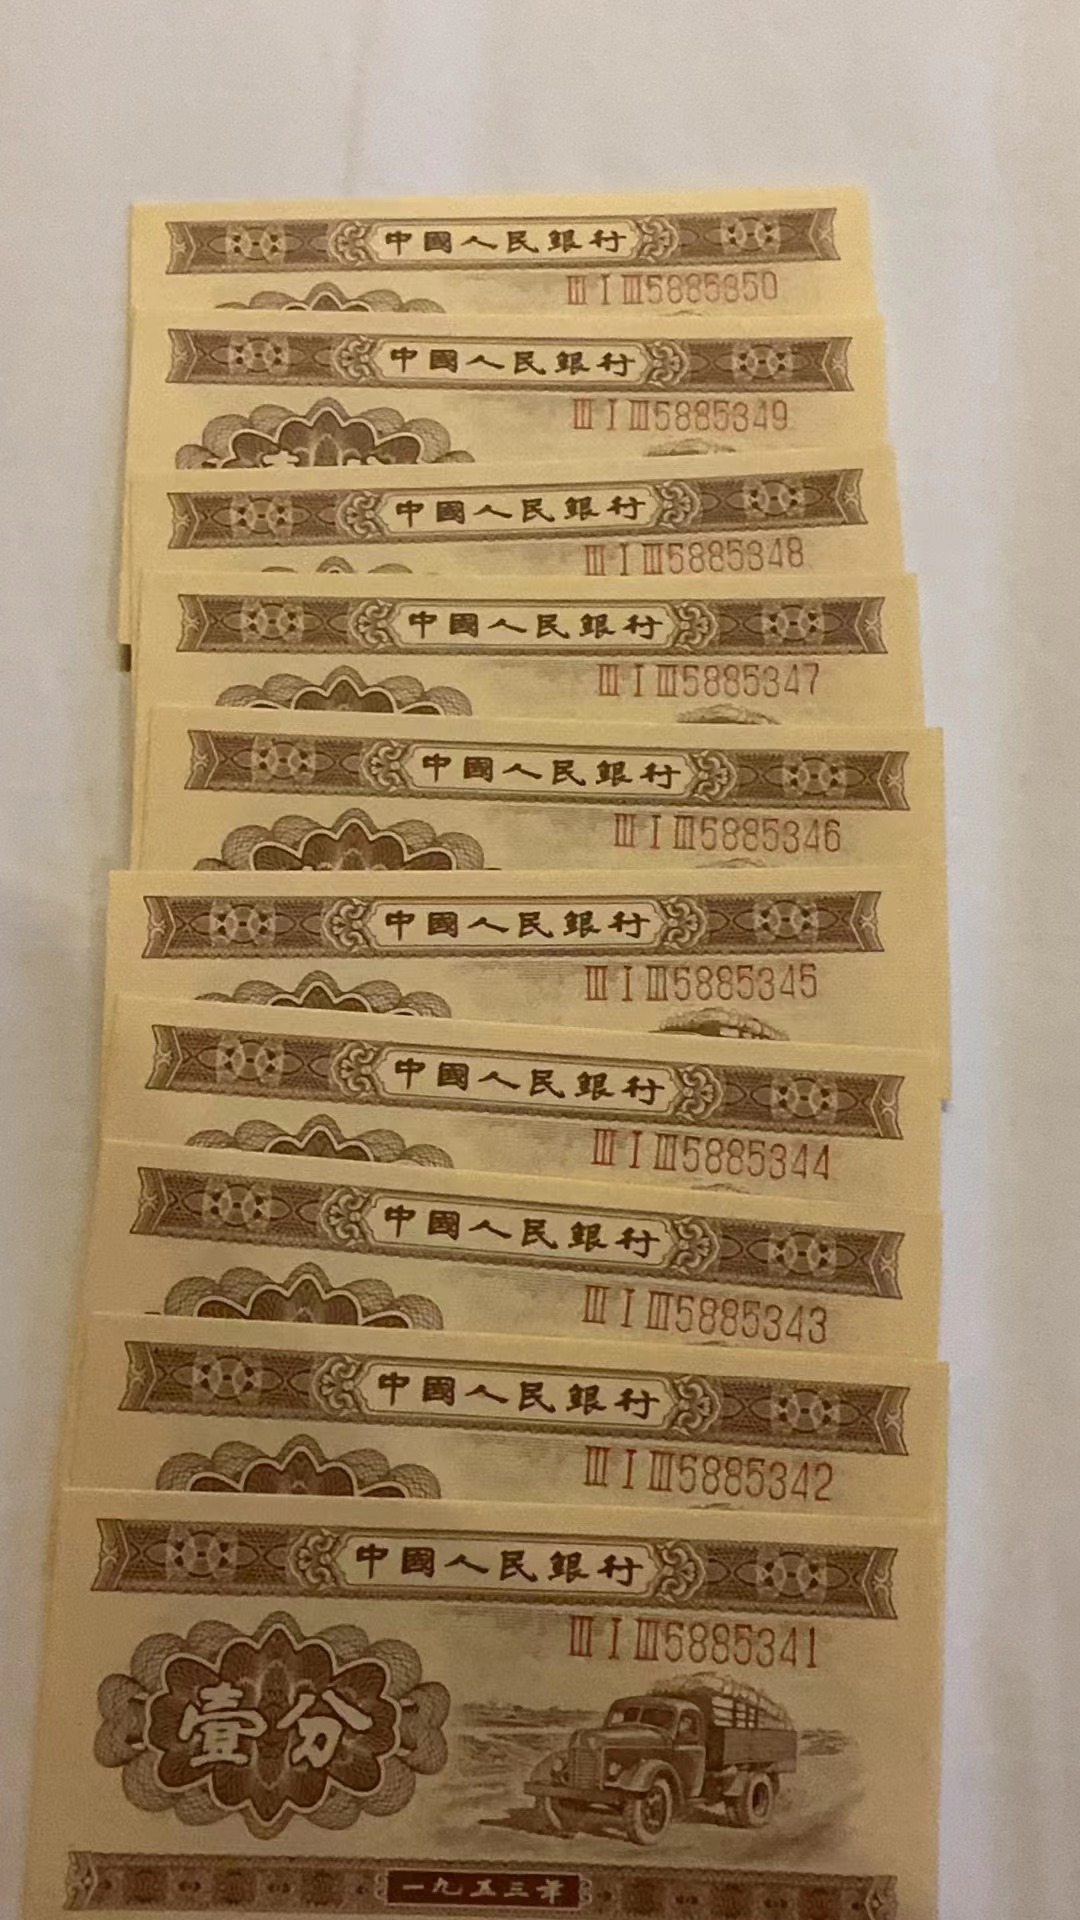 中國人民銀行
III I III5885350
中國人民銀行
III I III5885349
中國人民銀行
III I III5885348
中國人民銀行
III I III5885347
中國人民銀行
III I III5885346
中國人民銀行
III I III5885345
中國人民銀行
III I III5885344
中國人民銀行
III I III5885343
中國人民銀行
III I III5885342
中國人民銀行
III I III5885341
壹分
一九五三年